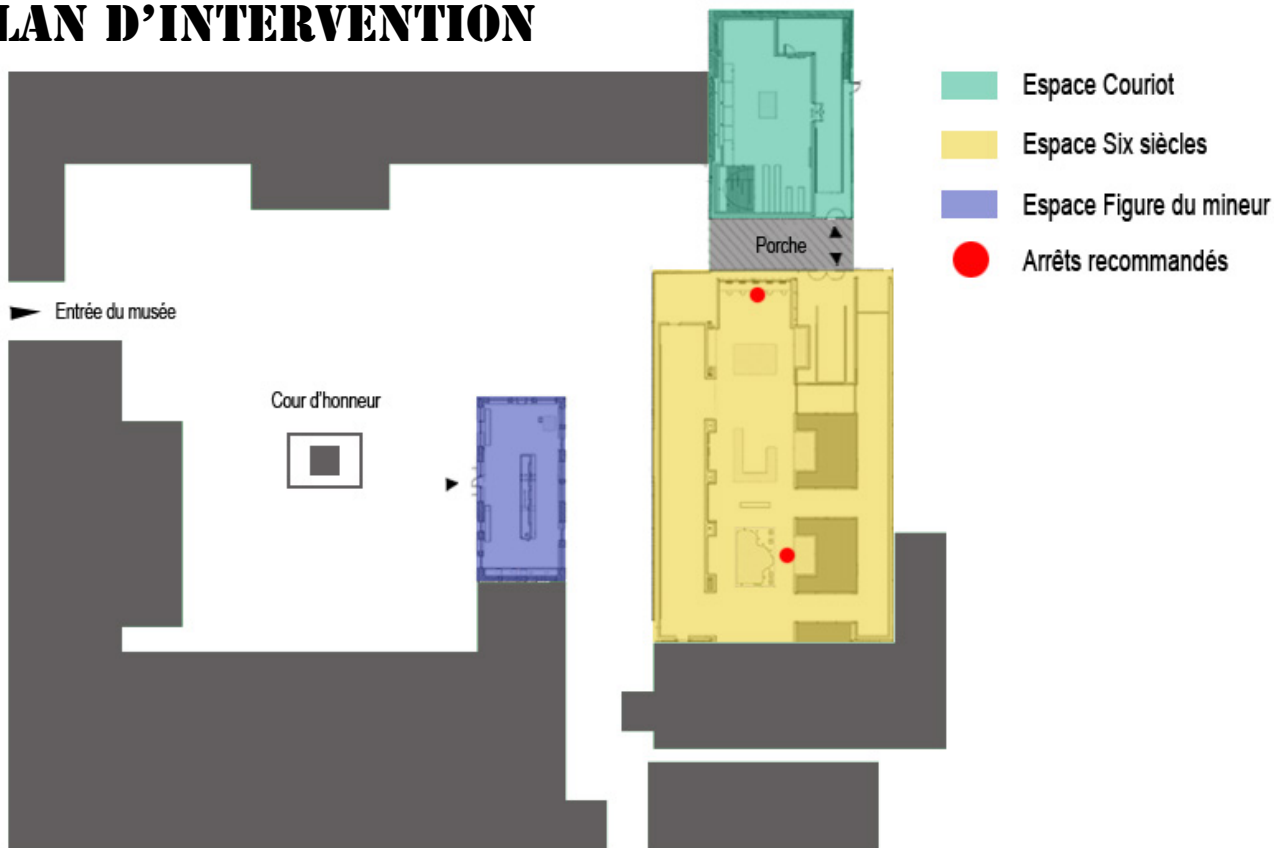 LAN D’INTERVENTION
Espace Couriot
Espace Six siècles
Espace Figure du mineur
Arrêts recommandés
Porche
Entrée du musée
Cour d'honneur